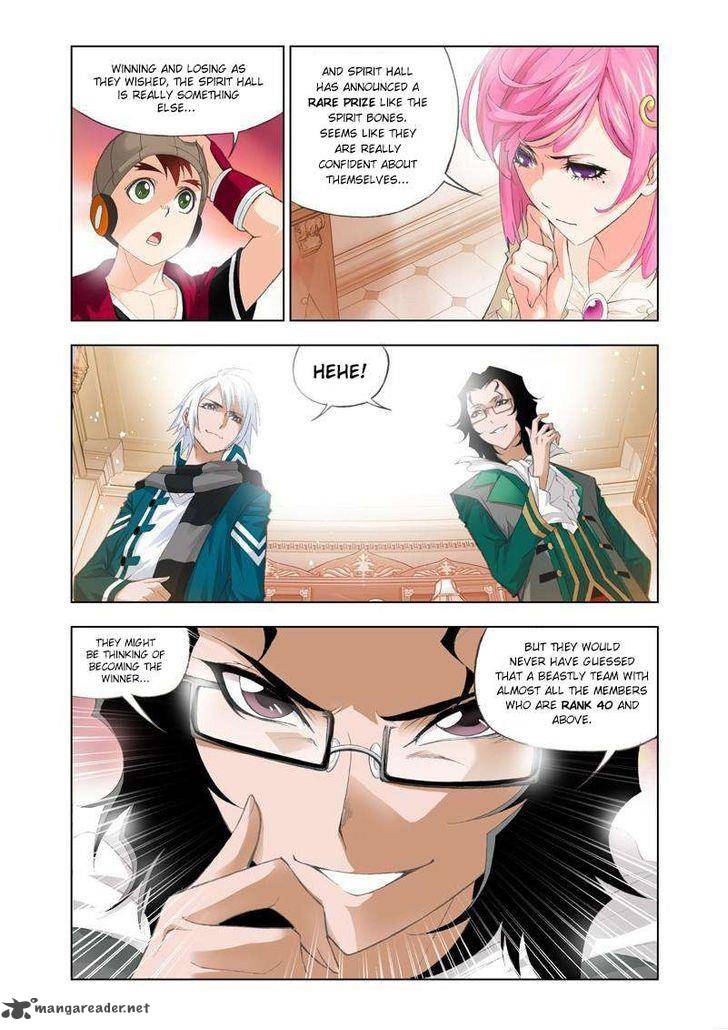 WINNING AND LOSING AS
THEY WISHED, THE SPIRIT HALL
IS REALLY SOMETHING
ELSE...
AND SPIRIT HALL
HAS ANNOUNCED A
RARE PRIZE LIKE THE
SPIRIT BONES.
SEEMS LIKE THEY
ARE REALLY
CONFIDENT ABOUT
THEMSELVES...
HEHE!
THEY MIGHT
BE THINKING OF
BECOMING THE
WINNER...
BUT THEY WOULD
NEVER HAVE GUESSED
THAT A BEASTLY TEAM WITH
ALMOST ALL THE MEMBERS
WHO ARE RANK 40 AND
ABOVE.
mangareader.net